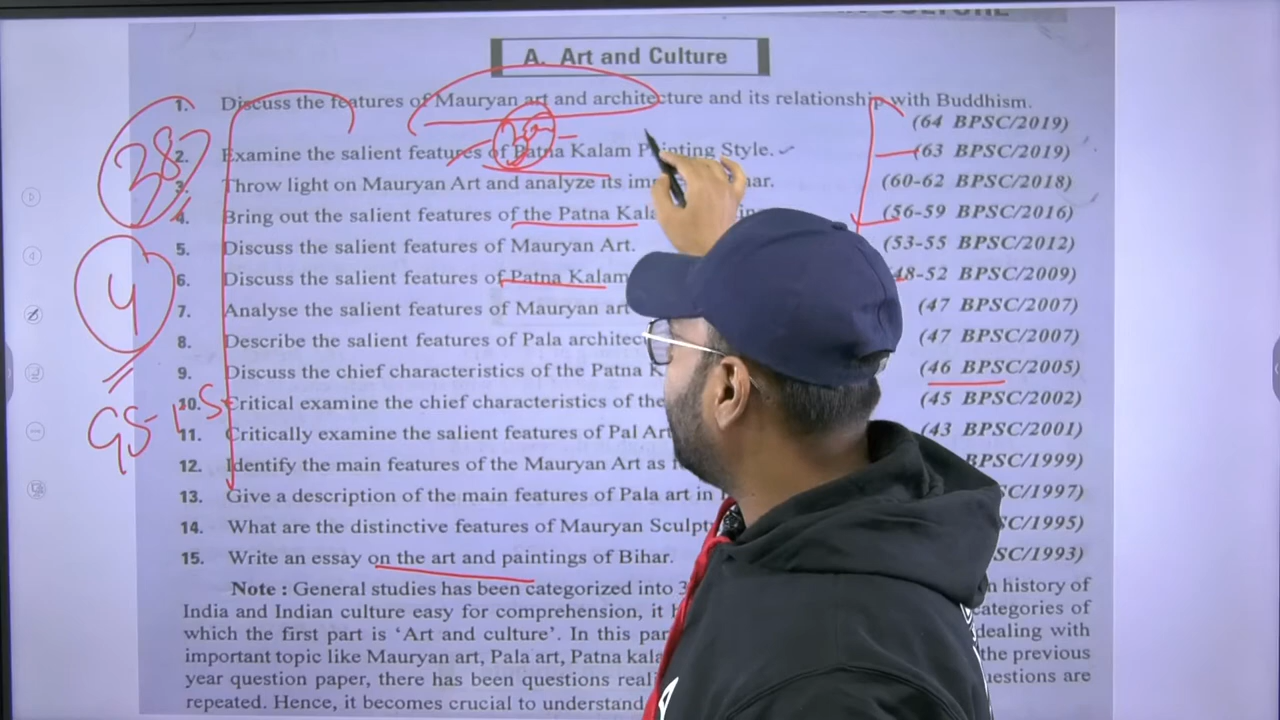 A. Art and Culture
1. Discuss the features of Mauryan art and architecture and its relationship with Buddhism.
(64 BPSC/2019)
2. Examine the salient features of Patna Kalam Painting Style. (63 BPSC/2019)
3. Throw light on Mauryan Art and analyze its (60-62 BPSC/2018)
4. Bring out the salient features of the Patna (56-59 BPSC/2016)
5. Discuss the salient features of Mauryan Art. (53-55 BPSC/2012)
6. Discuss the salient features of Patna Kalam 48-52 BPSC/2009)
7. Analyse the salient features of Mauryan art (47 BPSC/2007)
8. Describe the salient features of Pala (47 BPSC/2007)
9. Discuss the chief characteristics of the Patna (46 BPSC/2005)
10. Critical examine the chief characteristics of the (45 BPSC/2002)
11. Critically examine the salient features of Pal (43 BPSC/2001)
12. Identify the main features of the Mauryan Art as BPSC/1999)
13. Give a description of the main features of Pala art in SC/1997)
14. What are the distinctive features of Mauryan SC/1995)
15. Write an essay on the art and paintings of Bihar. SC/1993)
Note : General studies has been categorized into 3 history of
India and Indian culture easy for comprehension, it categories of
which the first part is ‘Art and culture’. In this dealing with
important topic like Mauryan art, Pala art, Patna the previous
year question paper, there has been questions are
repeated. Hence, it becomes crucial to understand
38
4
GS-1